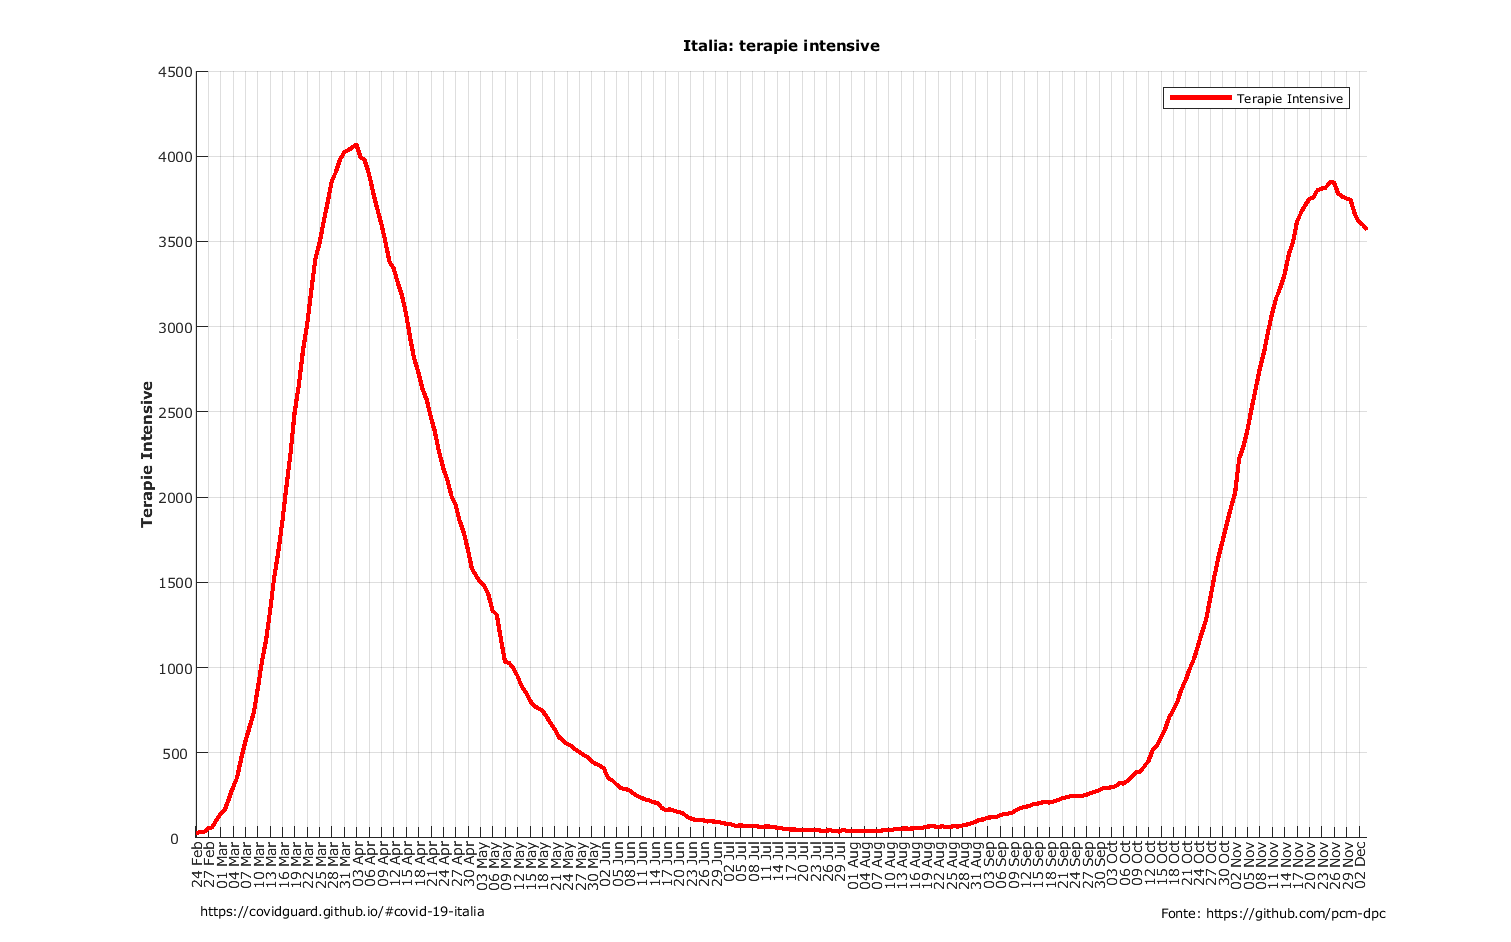 Italia: terapie intensive
Terapie Intensive
4500
4000
3500
3000
2500
2000
1500
1000
500
0
Terapie Intensive
24 Feb
27 Feb
01 Mar
04 Mar
07 Mar
10 Mar
13 Mar
16 Mar
19 Mar
22 Mar
25 Mar
28 Mar
31 Mar
03 Apr
06 Apr
09 Apr
12 Apr
15 Apr
18 Apr
21 Apr
24 Apr
27 Apr
30 Apr
03 May
06 May
09 May
12 May
15 May
18 May
21 May
24 May
27 May
30 May
02 Jun
05 Jun
08 Jun
11 Jun
14 Jun
17 Jun
20 Jun
23 Jun
26 Jun
29 Jun
02 Jul
05 Jul
08 Jul
11 Jul
14 Jul
17 Jul
20 Jul
23 Jul
26 Jul
29 Jul
01 Aug
04 Aug
07 Aug
10 Aug
13 Aug
16 Aug
19 Aug
22 Aug
25 Aug
28 Aug
31 Aug
03 Sep
06 Sep
09 Sep
12 Sep
15 Sep
18 Sep
21 Sep
24 Sep
27 Sep
30 Sep
03 Oct
06 Oct
09 Oct
12 Oct
15 Oct
18 Oct
21 Oct
24 Oct
27 Oct
30 Oct
02 Nov
05 Nov
08 Nov
11 Nov
14 Nov
17 Nov
20 Nov
23 Nov
26 Nov
29 Nov
02 Dec
https://covidguard.github.io/#covid-19-italia
Fonte: https://github.com/pcm-dpc